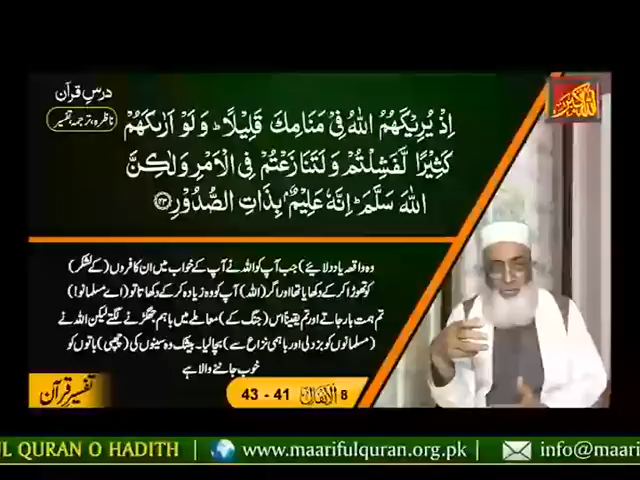 درسِ قرآن
ناظرہ، ترجمہ، تفسیر
اِذْ يُرِيْكَهُمُ اللّٰهُ فِيْ مَنَامِكَ قَلِيْلًا ؕ وَ لَوْ اَرٰىكَهُمْ
كَثِيْرًا لَّفَشِلْتُمْ وَ لَتَنَازَعْتُمْ فِي الْاَمْرِ وَ لٰكِنَّ
اللّٰهَ سَلَّمَ ؕ اِنَّهٗ عَلِيْمٌۢ بِذَاتِ الصُّدُوْرِ ﴿۴۳﴾
اللہ اکبر
وہ واقعہ یاد دلائیے) جب آپ کو اللہ نے آپ کے خواب میں ان کافروں (کے لشکر)
کو تھوڑا کر کے دکھایا تھا اور اگر (اللہ) آپ کو وہ زیادہ کر کے دکھاتا تو (اے مسلمانو!)
تم ہمت ہار جاتے اور تم یقیناً اس (جنگ کے) معاملے میں باہم جھگڑنے لگتے لیکن اللہ نے
(مسلمانوں کو بزدلی اور باہمی نزاع سے) بچا لیا۔ بیشک وہ سینوں کی (چھپی) باتوں کو
خوب جاننے والا ہے
تفسیرِ قرآن
8 الانفال 41 - 43
UL QURAN O HADITH
www.maarifulquran.org.pk
info@maari